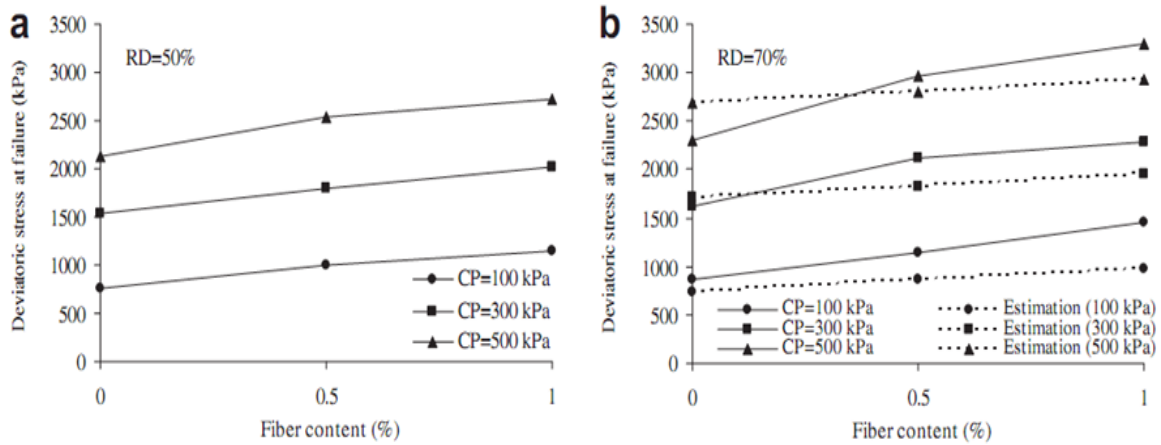 a
RD=50%
Deviatoric stress at failure (kPa)
3500
3000
2500
2000
1500
1000
500
0
CP=100 kPa
CP=300 kPa
CP=500 kPa
0 0.5 1
Fiber content (%)
b
RD=70%
Deviatoric stress at failure (kPa)
3500
3000
2500
2000
1500
1000
500
0
CP=100 kPa
CP=300 kPa
CP=500 kPa
Estimation (100 kPa)
Estimation (300 kPa)
Estimation (500 kPa)
0 0.5 1
Fiber content (%)